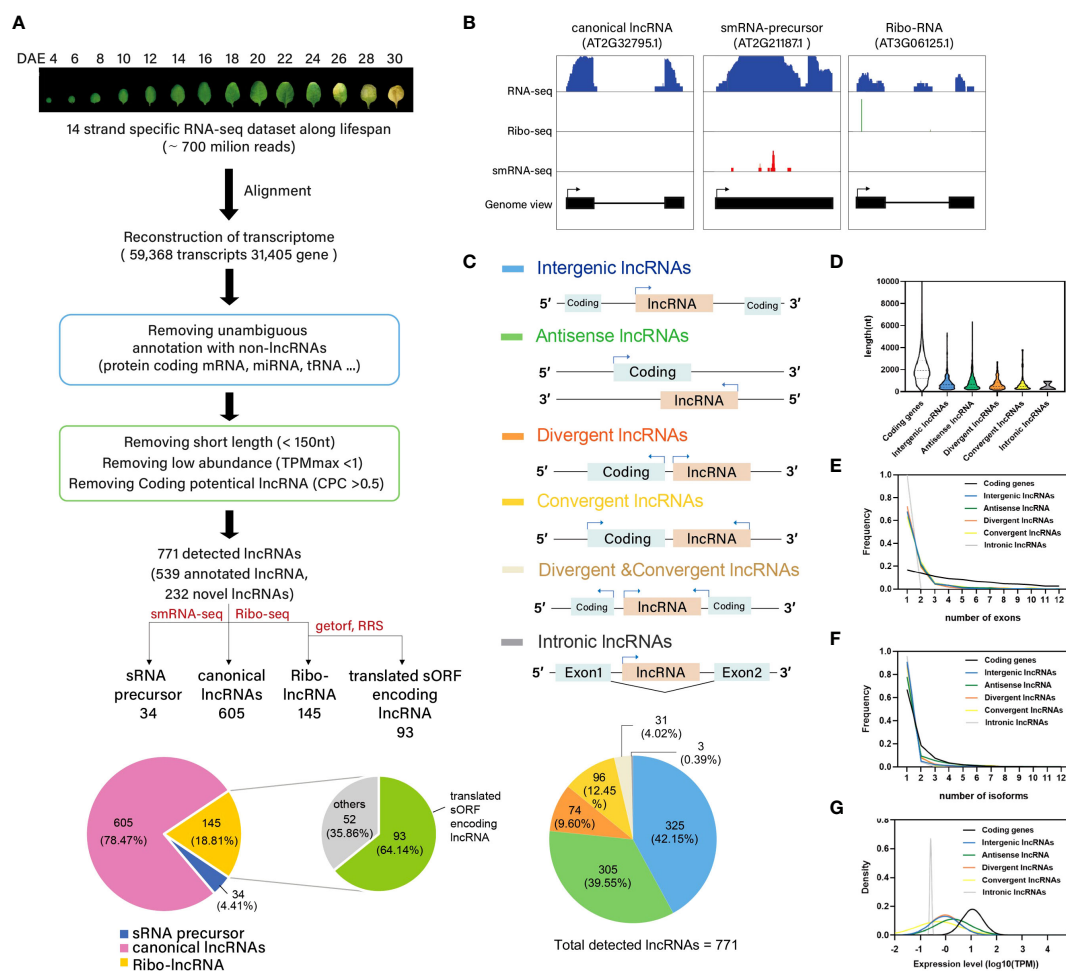 A
DAE 4 6 8 10 12 14 16 18 20 22 24 26 28 30
14 strand specific RNA-seq dataset along lifespan
(~ 700 milion reads)
Alignment
Reconstruction of transcriptome
( 59,368 transcripts 31,405 gene )
Removing unambiguous
annotation with non-lncRNAs
(protein coding mRNA, miRNA, tRNA ...)
Removing short length (< 150nt)
Removing low abundance (TPMmax <1)
Removing Coding potentical lncRNA (CPC >0.5)
771 detected lncRNAs
(539 annotated lncRNA,
232 novel lncRNAs)
smRNA-seq Ribo-seq
getorf, RRS
sRNA
precursor
34
canonical
lncRNAs
605
Ribo-
lncRNA
145
translated sORF
encoding
lncRNA
93
605
(78.47%)
145
(18.81%)
34
(4.41%)
others
52
(35.86%)
93
(64.14%)
translated
sORF
encoding
lncRNA
sRNA precursor
canonical lncRNAs
Ribo-lncRNA
B
canonical lncRNA
(AT2G32795.1)
smRNA-precursor
(AT2G21187.1)
Ribo-RNA
(AT3G06125.1)
RNA-seq
Ribo-seq
smRNA-seq
Genome view
C
Intergenic lncRNAs
5′ Coding lncRNA Coding 3′
Antisense lncRNAs
5′ Coding 3′
3′ lncRNA 5′
Divergent lncRNAs
5′ Coding lncRNA 3′
Convergent lncRNAs
5′ Coding lncRNA 3′
Divergent &Convergent lncRNAs
5′ Coding lncRNA Coding 3′
Intronic lncRNAs
5′ Exon1 lncRNA Exon2 3′
31
(4.02%)
3
(0.39%)
96
(12.45
%)
74
(9.60%)
325
(42.15%)
305
(39.55%)
Total detected lncRNAs = 771
D
length(nt)
10000
8000
6000
4000
2000
0
Coding genes
Intergenic lncRNAs
Antisense lncRNA
Divergent lncRNAs
Convergent lncRNAs
Intronic lncRNAs
E
Frequency
1.0
0.8
0.6
0.4
0.2
0.0
Coding genes
Intergenic lncRNAs
Antisense lncRNA
Divergent lncRNAs
Convergent lncRNAs
Intronic lncRNAs
1 2 3 4 5 6 7 8 9 10 11 12
number of exons
F
Frequency
1.0
0.8
0.6
0.4
0.2
0.0
Coding genes
Intergenic lncRNAs
Antisense lncRNA
Divergent lncRNAs
Convergent lncRNAs
Intronic lncRNAs
1 2 3 4 5 6 7 8 9 10 11 12
number of isoforms
G
Density
0.8
0.6
0.4
0.2
0.0
Coding genes
Intergenic lncRNAs
Antisense lncRNA
Divergent lncRNAs
Convergent lncRNAs
Intronic lncRNAs
-2 -1 -0 1 2 3 4
Expression level (log10(TPM))